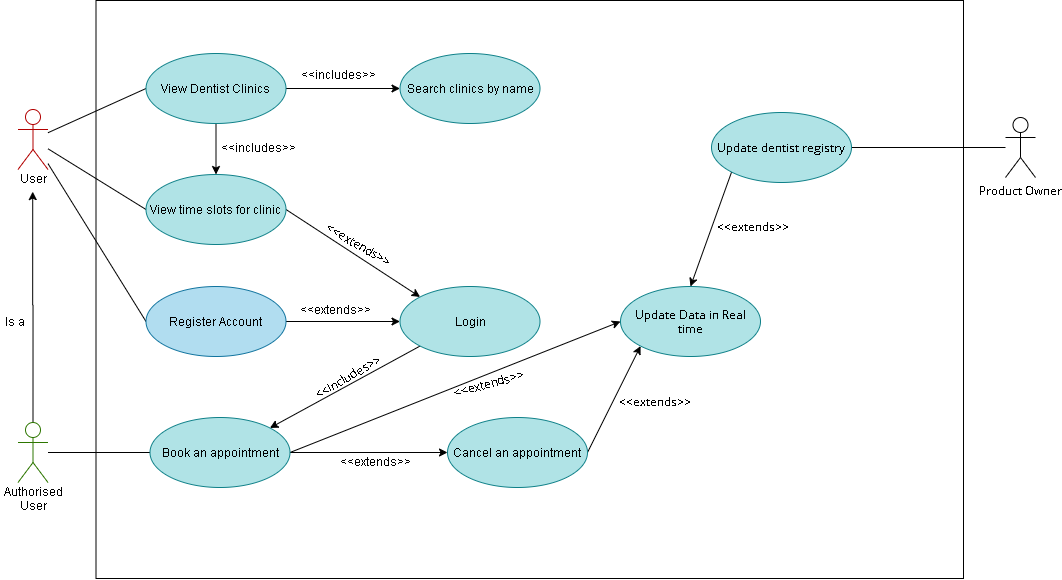 View Dentist Clinics
<<includes>>
Search clinics by name
<<includes>>
User
View time slots for clinic
<<extends>>
Update dentist registry
Product Owner
<<extends>>
Is a
Register Account
<<extends>>
Login
Update Data in Real
time
<<includes>>
<<extends>>
<<extends>>
Authorised
User
Book an appointment
<<extends>>
Cancel an appointment